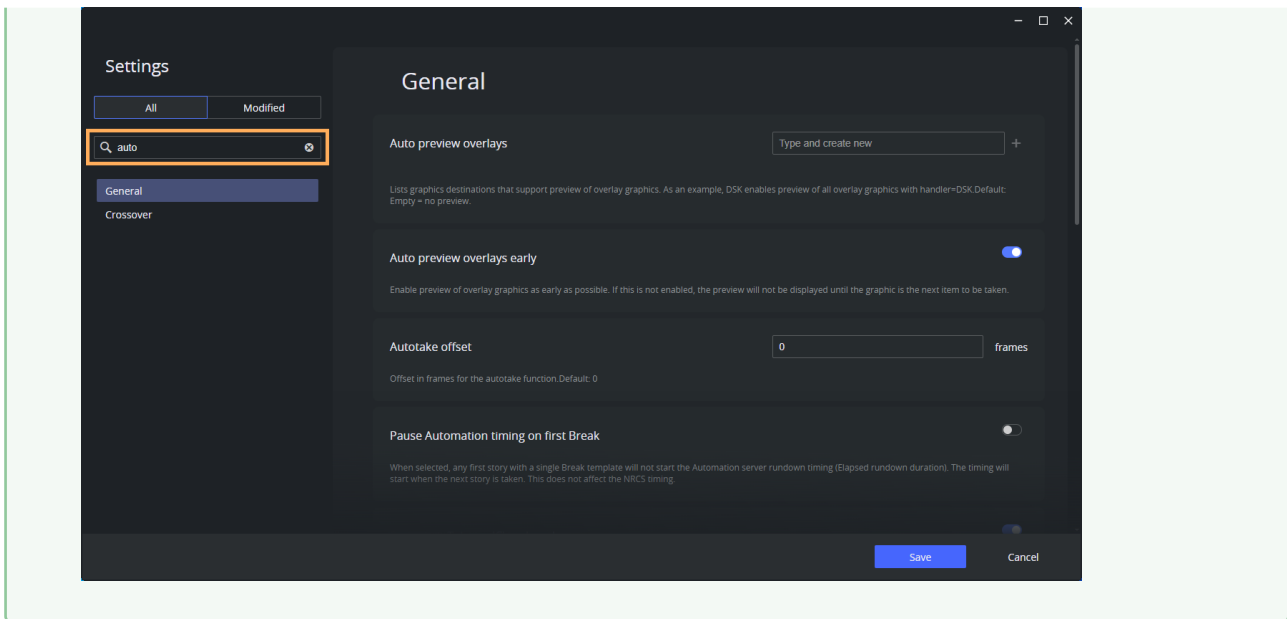 Settings
All
Modified
auto
General
Crossover
General
Auto preview overlays
Type and create new
Lists graphics destinations that support preview of overlay graphics. As an example, DSK enables preview of all overlay graphics with handler=DSK.Default:
Empty = no preview.
Auto preview overlays early
Enable preview of overlay graphics as early as possible. If this is not enabled, the preview will not be displayed until the graphic is the next item to be taken.
Autotake offset
0
frames
Offset in frames for the autotake function.Default: 0
Pause Automation timing on first Break
When selected, any first story with a single Break template will not start the Automation server rundown timing (Elapsed rundown duration). The timing will
start when the next story is taken. This does not affect the NRCS timing.
Save
Cancel